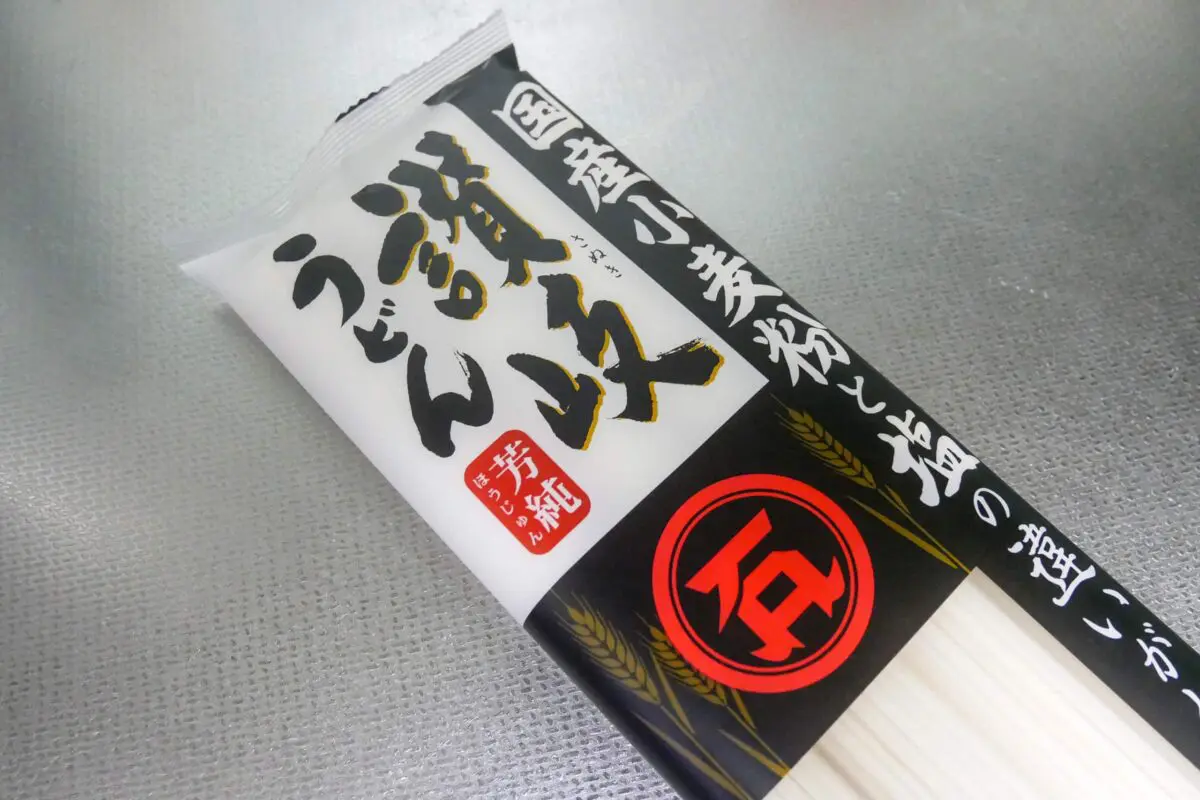 国産小麦粉と塩の違いが
讃岐
さぬき
うどん
芳純
ほうじゅん
石